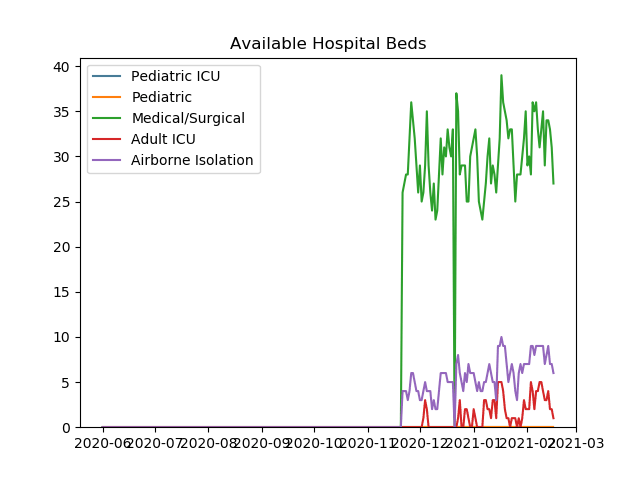 Available Hospital Beds
Pediatric ICU
Pediatric
Medical/Surgical
Adult ICU
Airborne Isolation
40
35
30
25
20
15
10
5
0
2020-06 2020-07 2020-08 2020-09 2020-10 2020-11 2020-12 2021-01 2021-02 2021-03